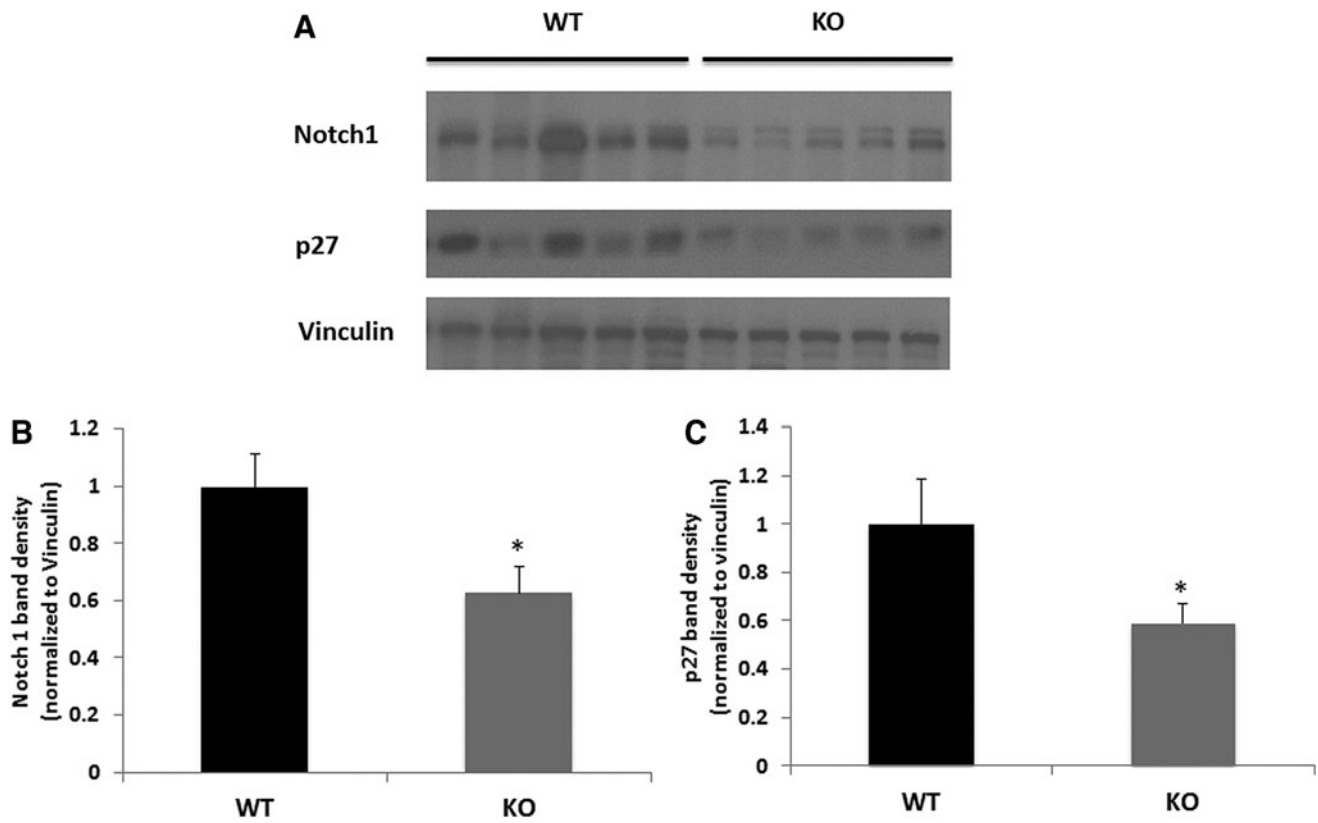 A
WT KO
Notch1
p27
Vinculin
B
Notch 1 band density
(normalized to Vinculin)
1.2
1
0.8
0.6
0.4
0.2
0
*
WT KO
C
p27 band density
(normalized to vinculin)
1.4
1.2
1
0.8
0.6
0.4
0.2
0
*
WT KO